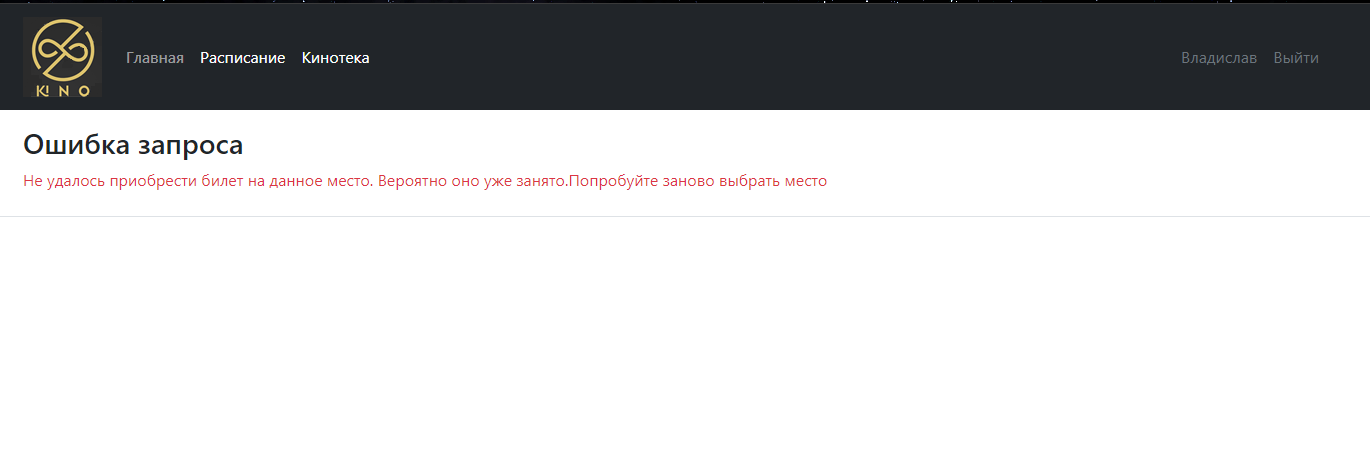 Главная Расписание Кинотека Владислав Выйти
K!NO
Ошибка запроса
Не удалось приобрести билет на данное место. Вероятно оно уже занято.Попробуйте заново выбрать место